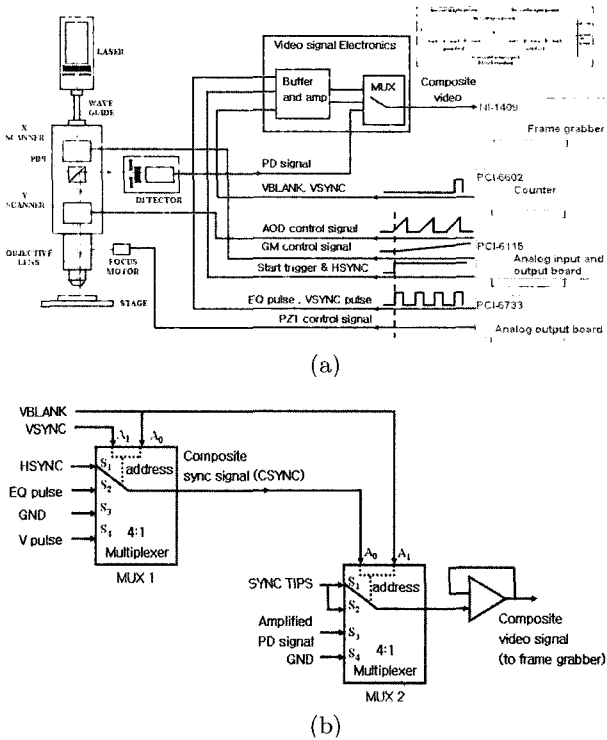 LASER
WAVE
GUIDE
X
SCANNER
PBP
Y
SCANNER
OBJECTIVE
LENS
FOCUS
MOTOR
STAGE
DETECTOR
Video signal Electronics
Buffer
and amp
MUX
Composite
video
NI-1409
Frame grabber
PD signal
VBLANK, VSYNC
PCI-6602
Counter
AOD control signal
GM control signal
Start trigger & HSYNC
PCI-6115
Analog input and
output board
EQ pulse , VSYNC pulse
PZT control signal
PCI-6733
Analog output board
(a)
VBLANK
VSYNC
A1 A0
HSYNC
EQ pulse
GND
V pulse
S1
S2
S3
S4
address
4:1
Multiplexer
MUX 1
Composite
sync signal (CSYNC)
A0 A1
SYNC TIPS
Amplified
PD signal
GND
S1
S2
S3
S4
address
4:1
Multiplexer
MUX 2
Composite
video signal
(to frame grabber)
(b)